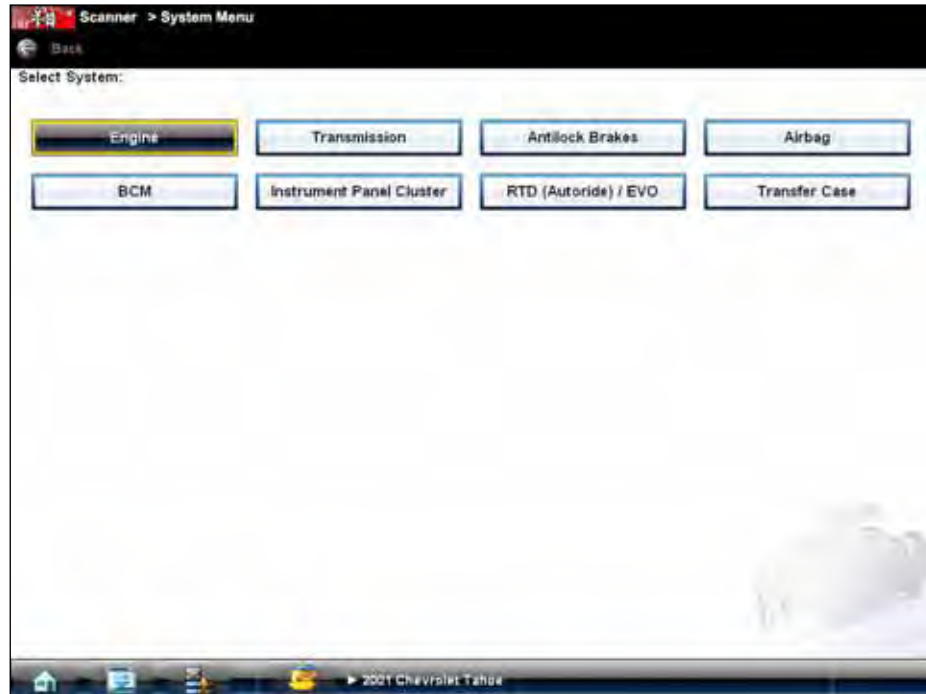 Scanner > System Menu
Back
Select System:
Engine Transmission Antilock Brakes Airbag
BCM Instrument Panel Cluster RTD (Autoride) / EVO Transfer Case
► 2001 Chevrolet Tahoe